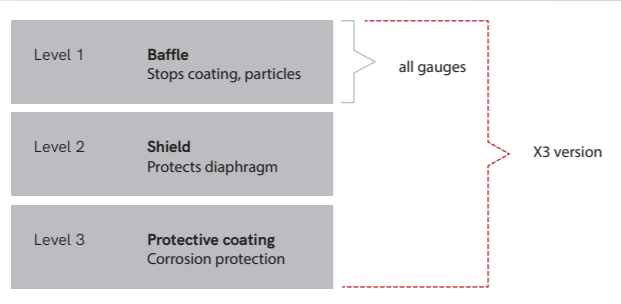 Level 1
Baffle
Stops coating, particles
all gauges
Level 2
Shield
Protects diaphragm
X3 version
Level 3
Protective coating
Corrosion protection